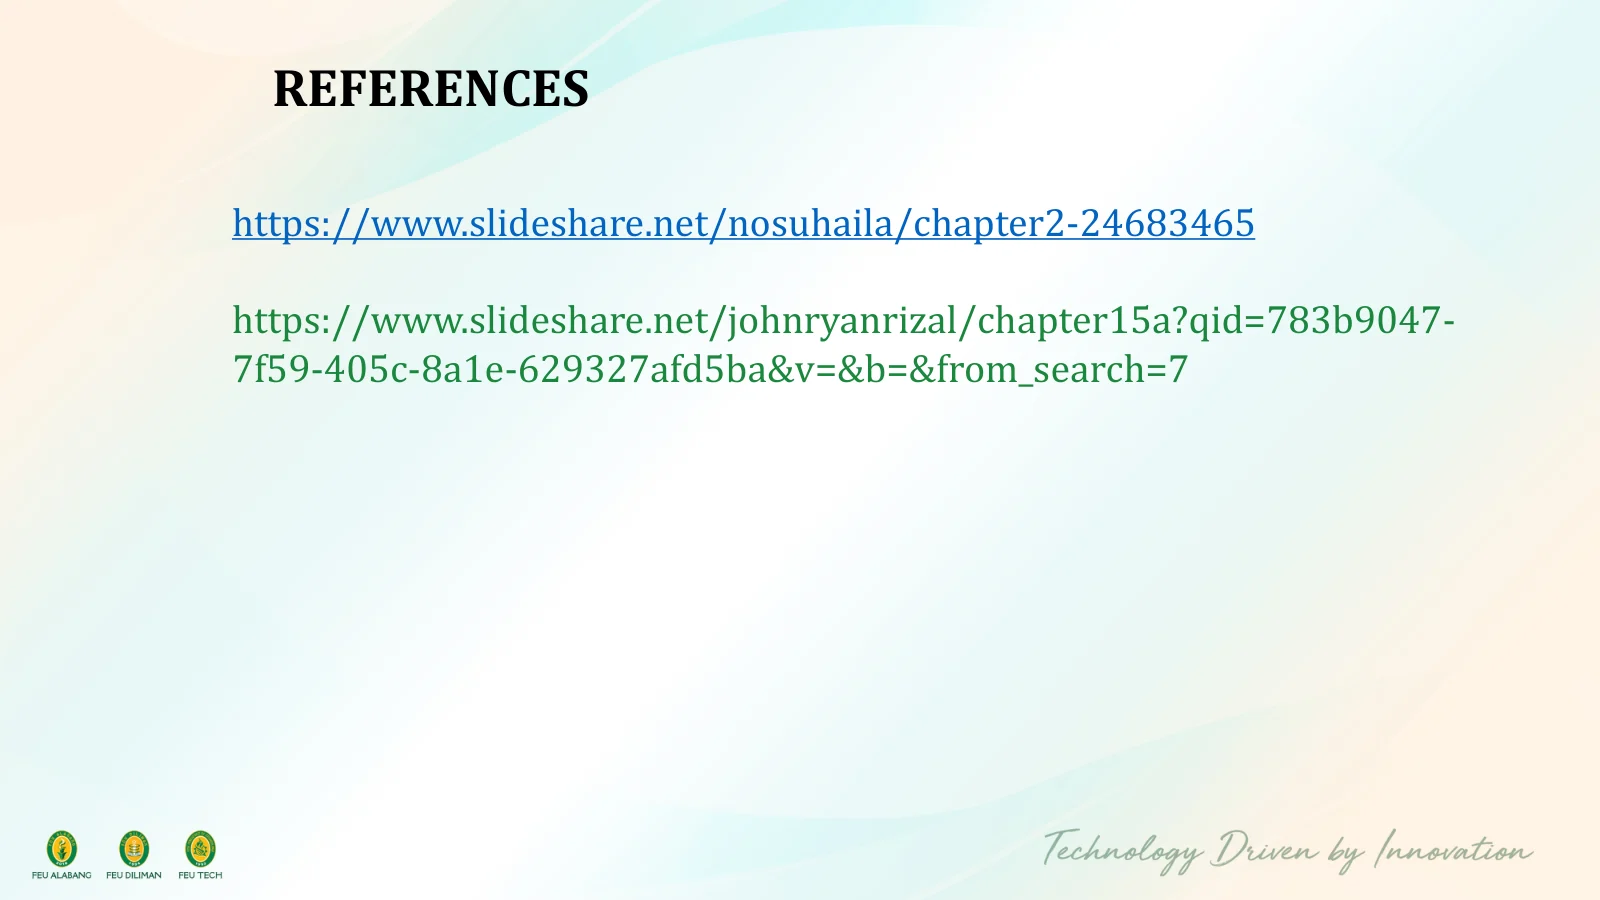 REFERENCES
https://www.slideshare.net/nosuhaila/chapter2-24683465
https://www.slideshare.net/johnryanrizal/chapter15a?qid=783b9047-
7f59-405c-8a1e-629327afd5ba&v=&b=&from_search=7
FEU ALABANG
FEU DILIMAN
FEU TECH
Technology Driven by Innovation